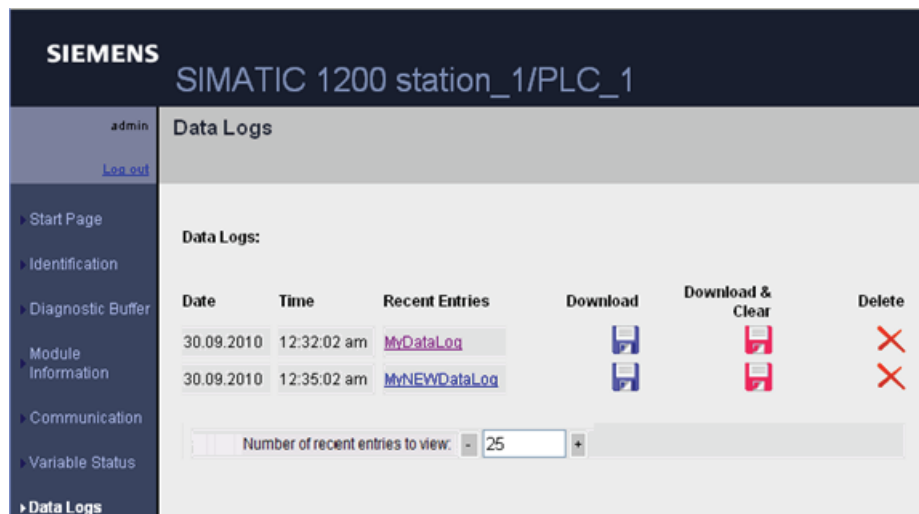 SIEMENS
SIMATIC 1200 station_1/PLC_1
admin
Log out
Data Logs
Start Page
Identification
Diagnostic Buffer
Module
Information
Communication
Variable Status
Data Logs
Data Logs:
Date Time Recent Entries Download Download & Clear Delete
30.09.2010 12:32:02 am MyDataLog
30.09.2010 12:35:02 am MyNEWDataLog
Number of recent entries to view: - 25 +